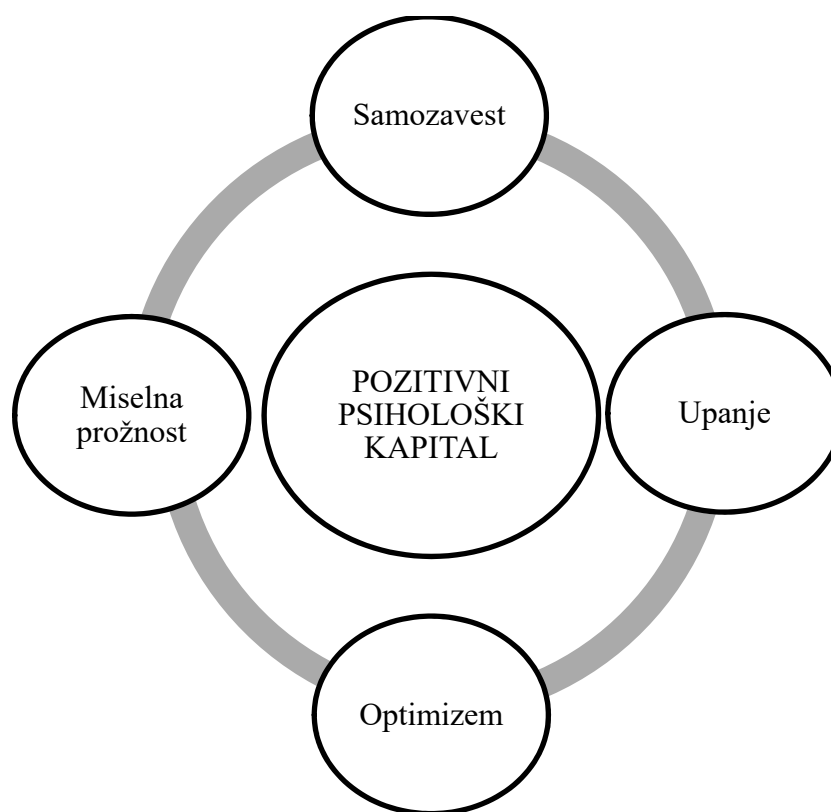 Samozavest
Miselna
prožnost
POZITIVNI
PSIHOLOŠKI
KAPITAL
Upanje
Optimizem